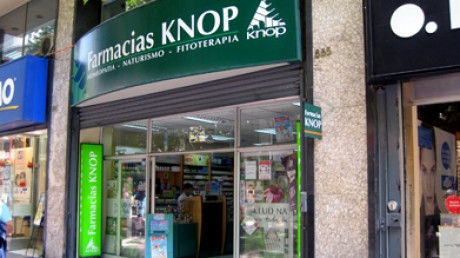 Farmacias KNOP
HOMEOPATIA - NATURISMO - FITOTERAPIA
Knop
Farmacias
KNOP
Farmacias KNOP